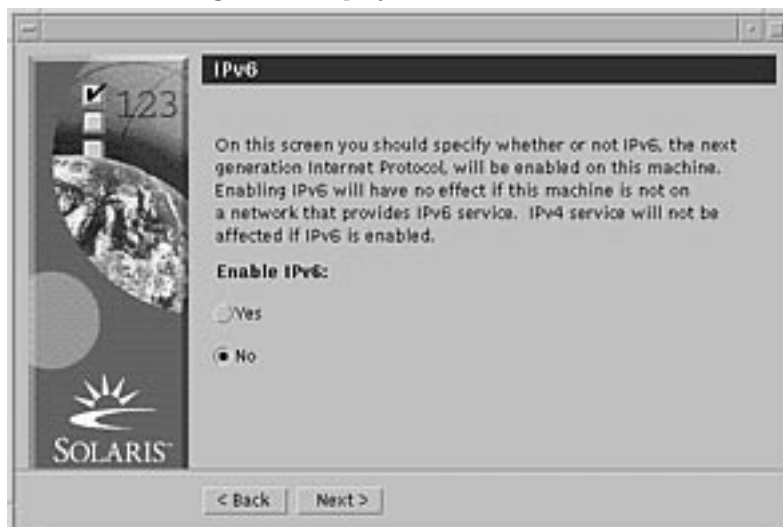 IPv6
123
On this screen you should specify whether or not IPv6, the next
generation Internet Protocol, will be enabled on this machine.
Enabling IPv6 will have no effect if this machine is not on
a network that provides IPv6 service. IPv4 service will not be
affected if IPv6 is enabled.
Enable IPv6:
Yes
No
SOLARIS™
< Back
Next >